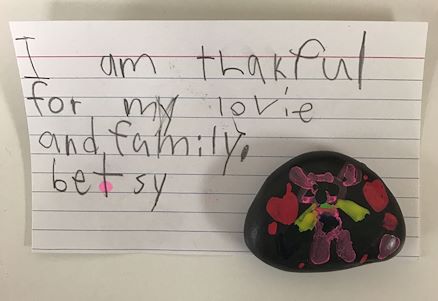 I am thakful
for my lovie
and family.
betsy